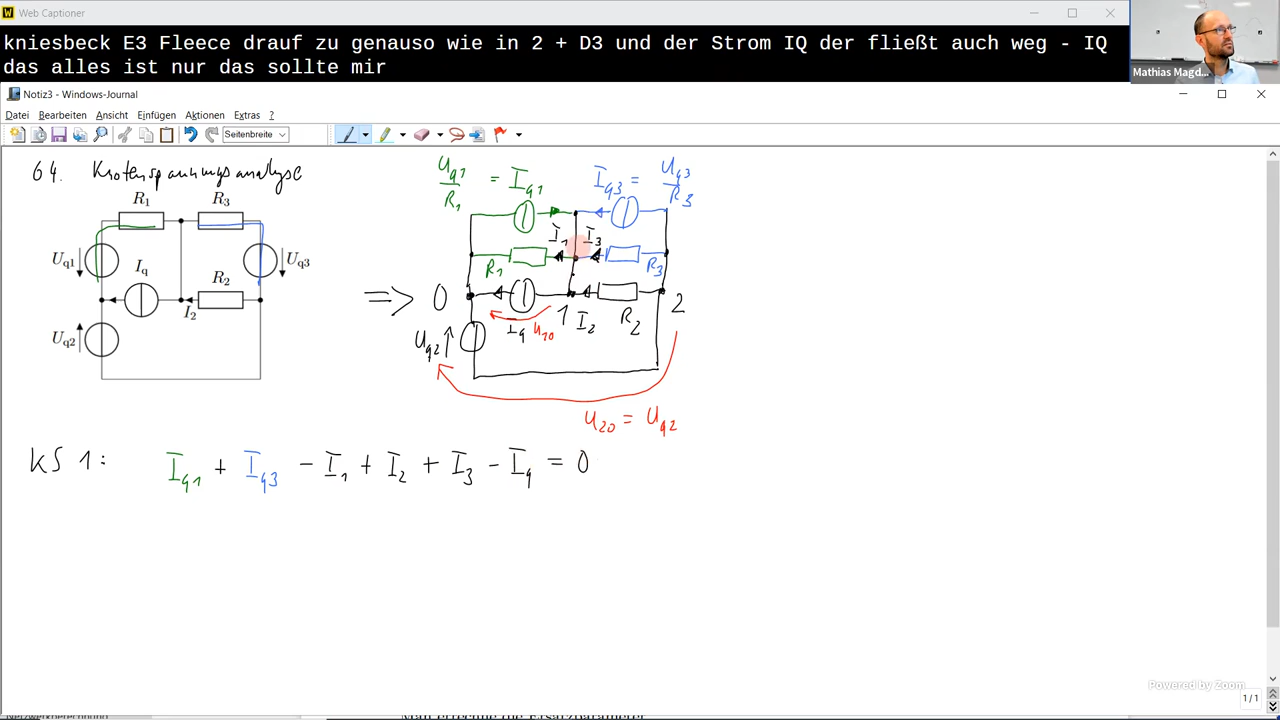 Web Captioner
kniesbeck E3 Fleece drauf zu genauso wie in 2 + D3 und der Strom IQ der fließt auch weg - IQ
das alles ist nur das sollte mir
Mathias Magd...
Notiz3 - Windows-Journal
Datei Bearbeiten Ansicht Einfügen Aktionen Extras ?
Seitenbreite
64. Knotenspannungsanalyse
R1 R3
Uq1 Iq Uq3
R2
I2
Uq2
Uq1/R1 = Iq1 Iq3 = Uq3/R3
I1 I3
R1 R3
=> 0 1 2
Iq U10 I2 R2
Uq2
U20 = Uq2
KS 1: Iq1 + Iq3 - I1 + I2 + I3 - Iq = 0
Powered by Zoom
1/1